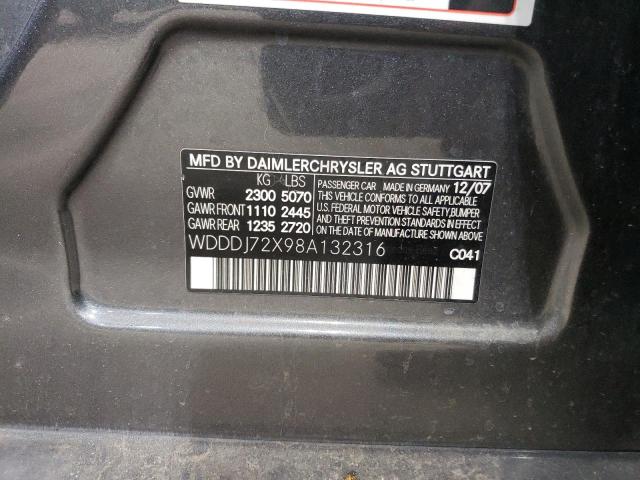 MFD BY DAIMLERCHRYSLER AG STUTTGART
KG LBS
GVWR 2300 5070
GAWR FRONT 1110 2445
GAWR REAR 1235 2720
PASSENGER CAR MADE IN GERMANY 12/07
THIS VEHICLE CONFORMS TO ALL APPLICABLE
U.S. FEDERAL MOTOR VEHICLE SAFETY, BUMPER,
AND THEFT PREVENTION STANDARDS IN EFFECT
ON THE DATE OF MANUFACTURE SHOWN ABOVE.
WDDDJ72X98A132316
C041